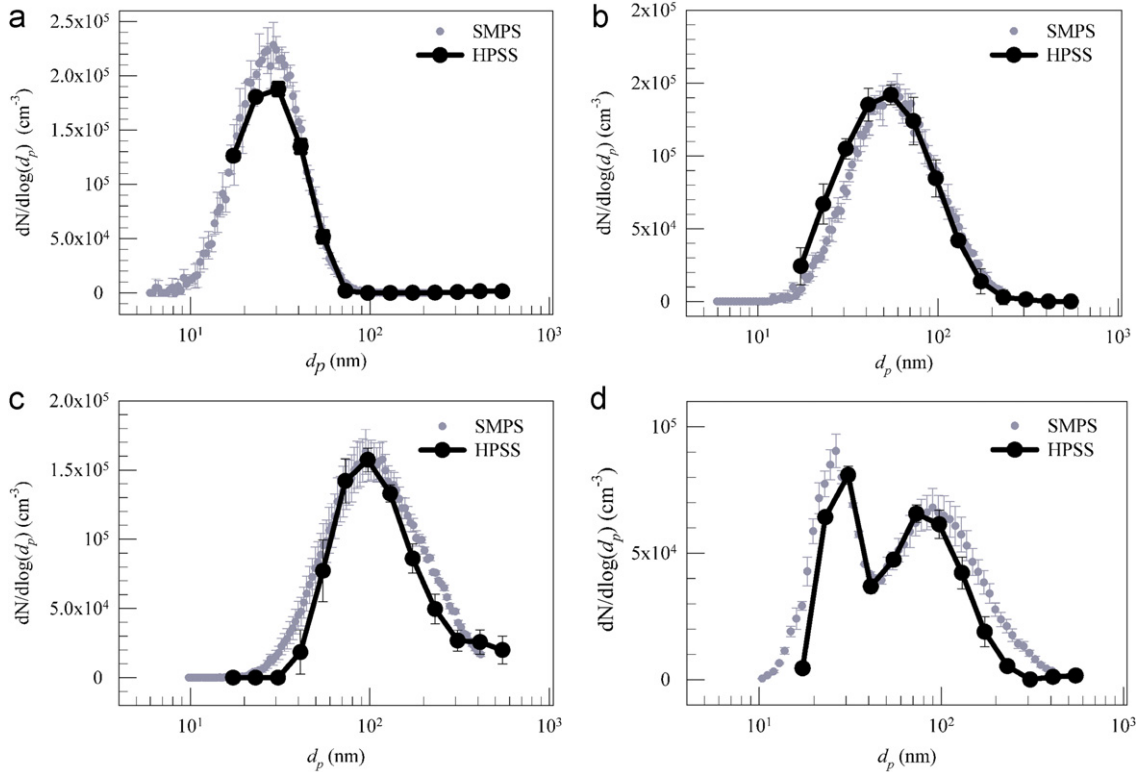 a
2.5x10⁵
2.0x10⁵
1.5x10⁵
10⁵
5.0x10⁴
0
dN/dlog(dₚ) (cm⁻³)
SMPS
HPSS
10¹
10²
10³
dₚ (nm)
b
2x10⁵
2x10⁵
10⁵
5x10⁴
0
dN/dlog(dₚ) (cm⁻³)
SMPS
HPSS
10¹
10²
10³
dₚ (nm)
c
2.0x10⁵
1.5x10⁵
10⁵
5.0x10⁴
0
dN/dlog(dₚ) (cm⁻³)
SMPS
HPSS
10¹
10²
10³
dₚ (nm)
d
10⁵
5x10⁴
0
dN/dlog(dₚ) (cm⁻³)
SMPS
HPSS
10¹
10²
10³
dₚ (nm)